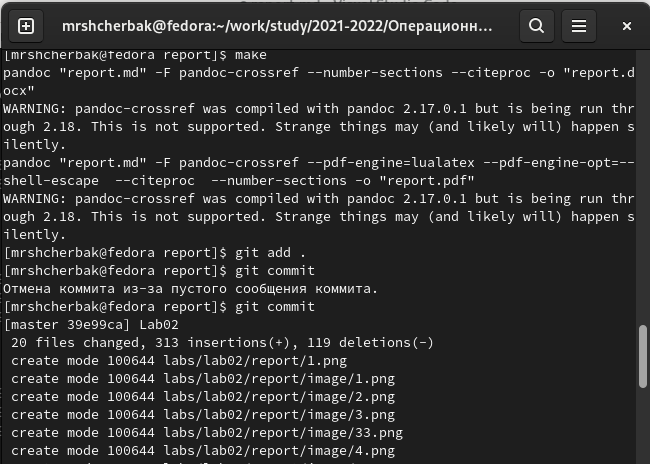 mrshcherbak@fedora:~/work/study/2021-2022/Операционн...
[mrshcherbak@fedora report]$ make
pandoc "report.md" -F pandoc-crossref --number-sections --citeproc -o "report.d
ocx"
WARNING: pandoc-crossref was compiled with pandoc 2.17.0.1 but is being run thr
ough 2.18. This is not supported. Strange things may (and likely will) happen s
ilently.
pandoc "report.md" -F pandoc-crossref --pdf-engine=lualatex --pdf-engine-opt=--
shell-escape  --citeproc  --number-sections -o "report.pdf"
WARNING: pandoc-crossref was compiled with pandoc 2.17.0.1 but is being run thr
ough 2.18. This is not supported. Strange things may (and likely will) happen s
ilently.
[mrshcherbak@fedora report]$ git add .
[mrshcherbak@fedora report]$ git commit
Отмена коммита из-за пустого сообщения коммита.
[mrshcherbak@fedora report]$ git commit
[master 39e99ca] Lab02
 20 files changed, 313 insertions(+), 119 deletions(-)
 create mode 100644 labs/lab02/report/1.png
 create mode 100644 labs/lab02/report/image/1.png
 create mode 100644 labs/lab02/report/image/2.png
 create mode 100644 labs/lab02/report/image/3.png
 create mode 100644 labs/lab02/report/image/33.png
 create mode 100644 labs/lab02/report/image/4.png